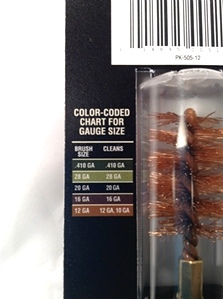 PK-505-12
COLOR-CODED
CHART FOR
GAUGE SIZE
BRUSH SIZE CLEANS
.410 GA .410 GA
28 GA 28 GA
20 GA 20 GA
16 GA 16 GA
12 GA 12 GA, 10 GA